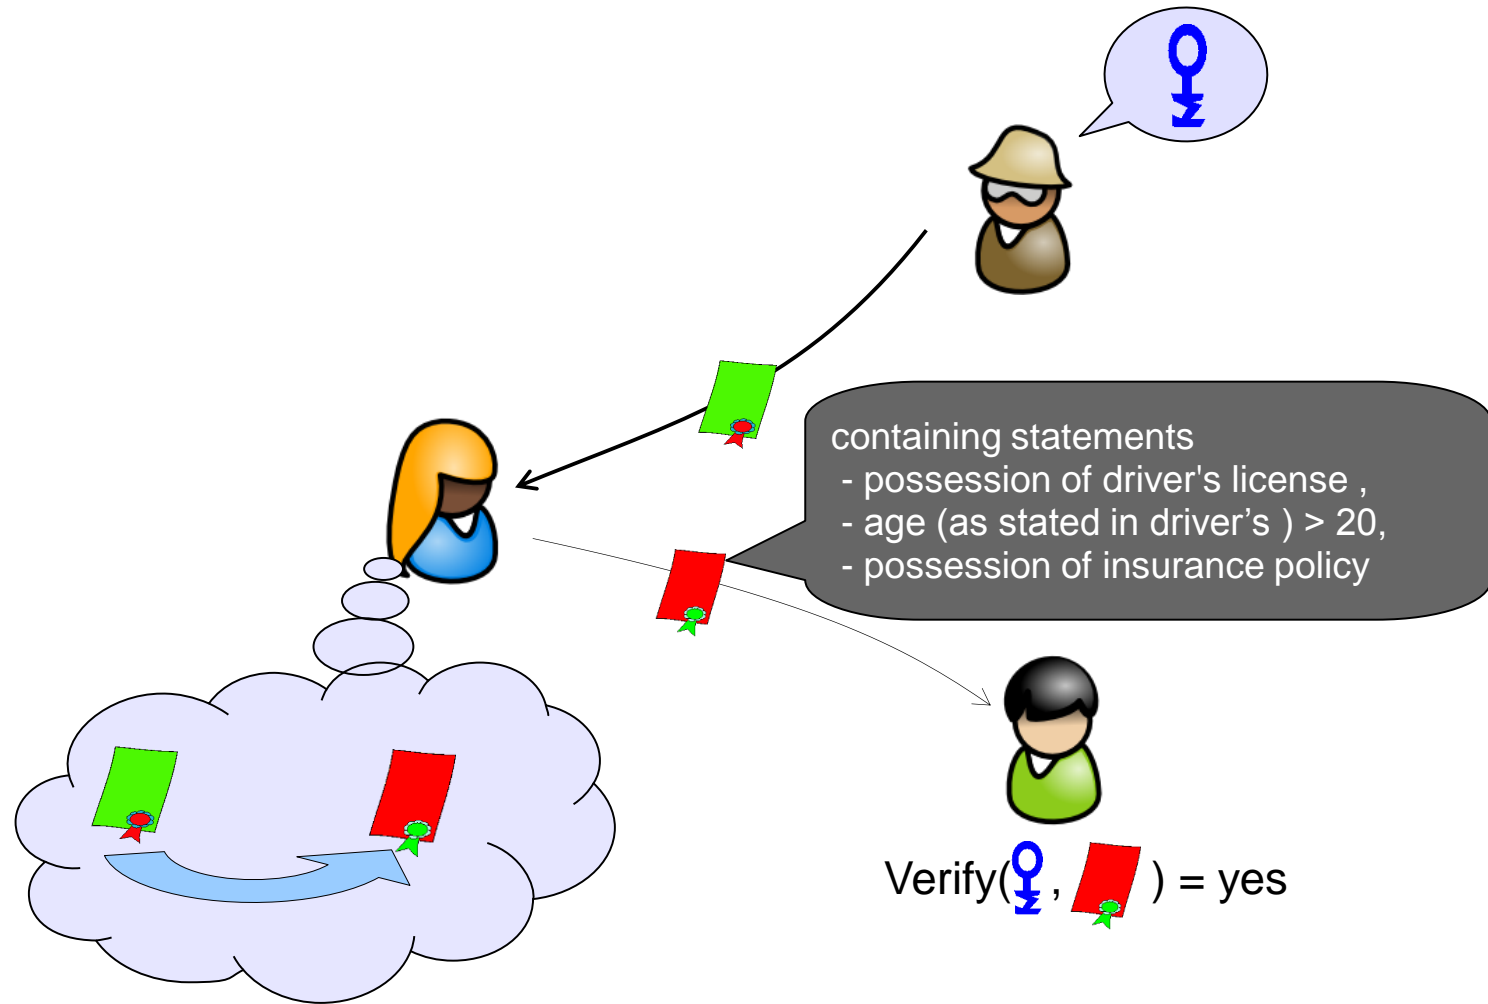 containing statements
- possession of driver's license ,
- age (as stated in driver’s ) > 20,
- possession of insurance policy
Verify( , ) = yes